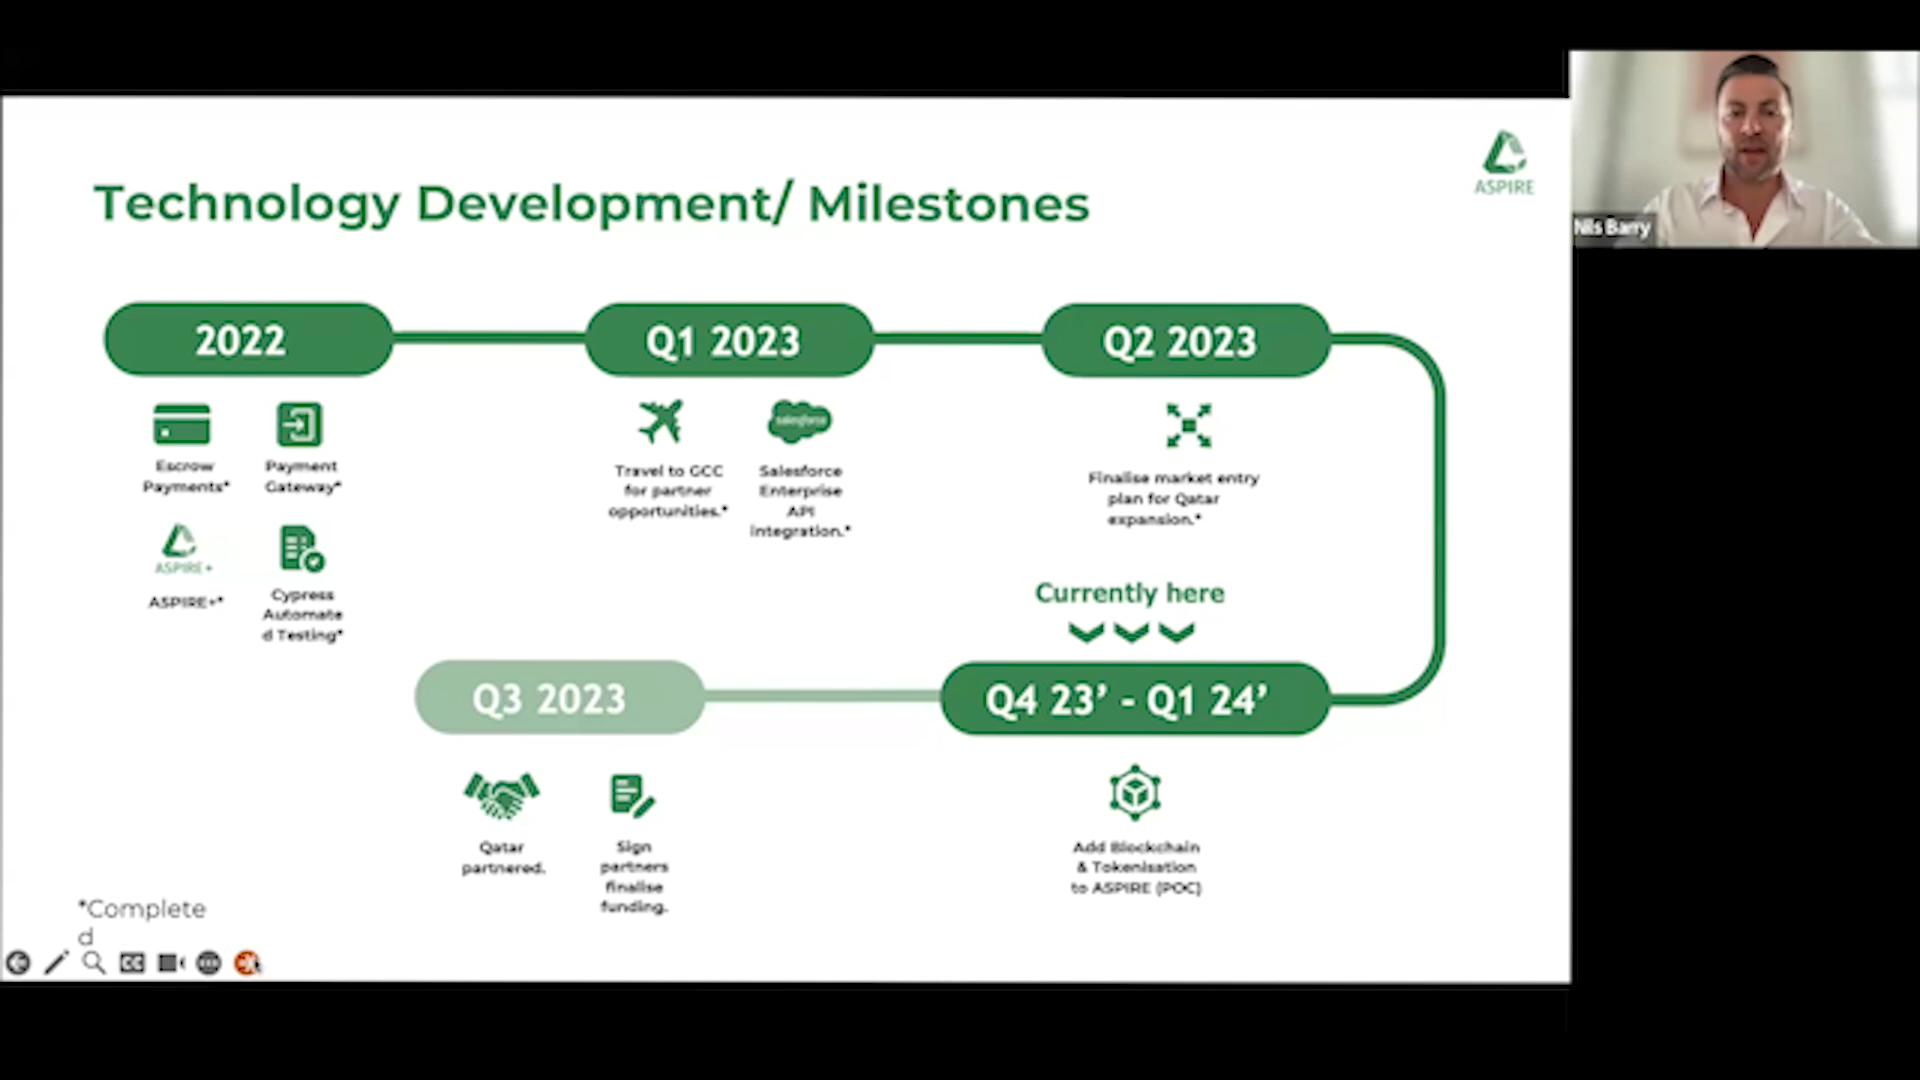 ASPIRE
Technology Development/ Milestones
Nils Barry
2022
Q1 2023
Q2 2023
Escrow
Payments*
Payment
Gateway*
ASPIRE+
ASPIRE+*
Cypress
Automate
d Testing*
Travel to GCC
for partner
opportunities.*
salesforce
Salesforce
Enterprise
API
integration.*
Finalise market entry
plan for Qatar
expansion.*
Currently here
Q3 2023
Q4 23’ - Q1 24’
Qatar
partnered.
Sign
partners
finalise
funding.
Add Blockchain
& Tokenisation
to ASPIRE (POC)
*Complete
d
CC